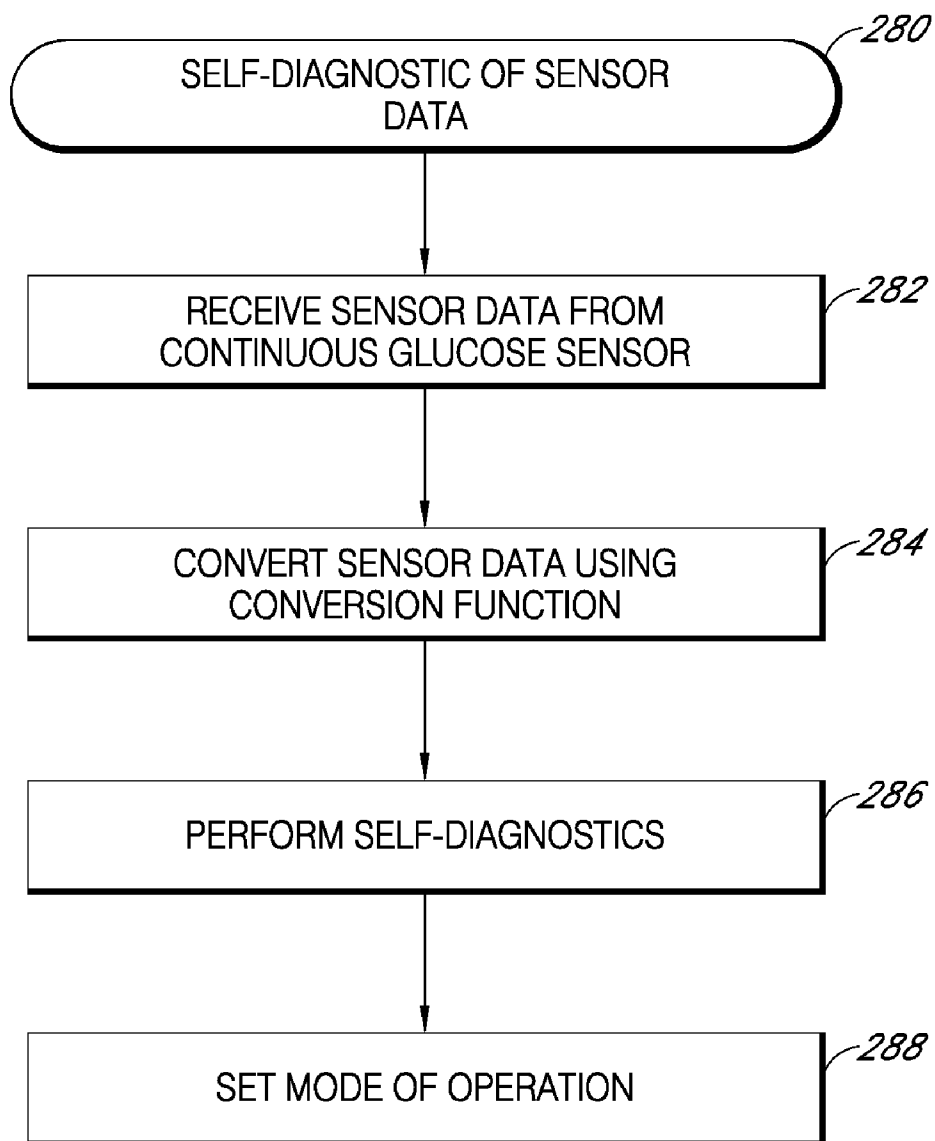 280
SELF-DIAGNOSTIC OF SENSOR
DATA
282
RECEIVE SENSOR DATA FROM
CONTINUOUS GLUCOSE SENSOR
284
CONVERT SENSOR DATA USING
CONVERSION FUNCTION
286
PERFORM SELF-DIAGNOSTICS
288
SET MODE OF OPERATION